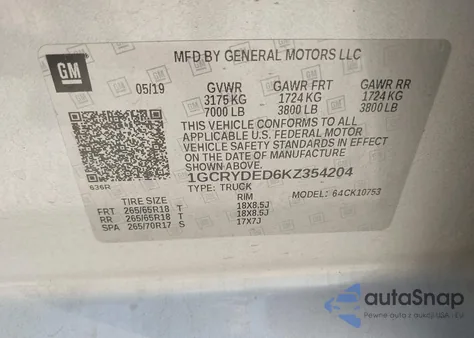 GM
MFD BY GENERAL MOTORS LLC
05/19
GVWR GAWR FRT GAWR RR
3175 KG 1724 KG 1724 KG
7000 LB 3800 LB 3800 LB
THIS VEHICLE CONFORMS TO ALL
APPLICABLE U.S. FEDERAL MOTOR
VEHICLE SAFETY STANDARDS IN
EFFECT ON THE DATE OF MANUFACTURE
SHOWN ABOVE.
1GCRYDED6KZ354204
TYPE: TRUCK MODEL: 64CK10753
636R
TIRE SIZE RIM
FRT 265/65R18 T 18X8.5J
RR 265/65R18 T 18X8.5J
SPA 265/70R17 S 17X7J
autoSnap